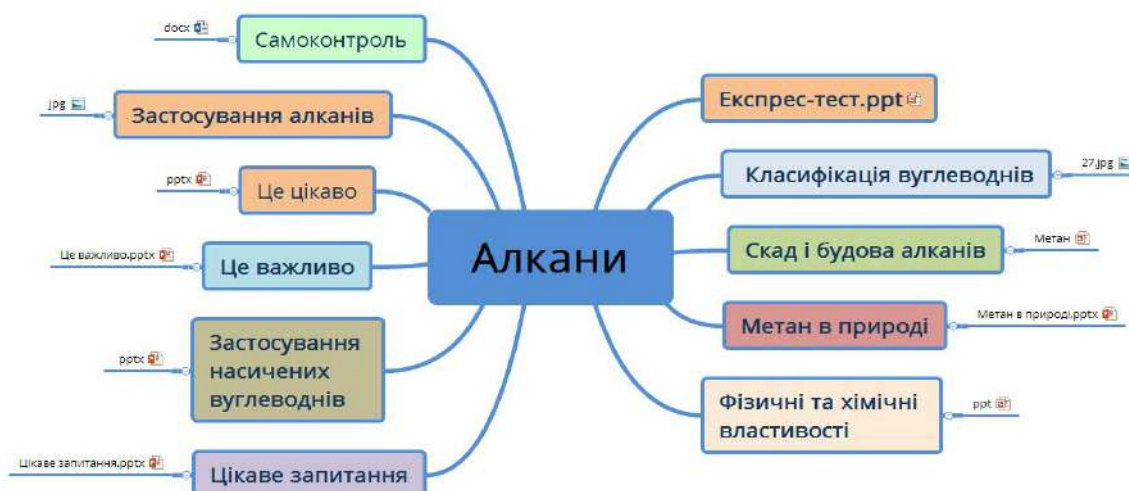 docx
Самоконтроль
jpg
Застосування алканів
pptx
Це цікаво
Це важливо.pptx
Це важливо
pptx
Застосування
насичених
вуглеводнів
Цікаве запитання.pptx
Цікаве запитання
Алкани
Експрес-тест.ppt
Класифікація вуглеводнів
27.jpg
Скад і будова алканів
Метан
Метан в природі
Метан в природі.pptx
Фізичні та хімічні
властивості
ppt